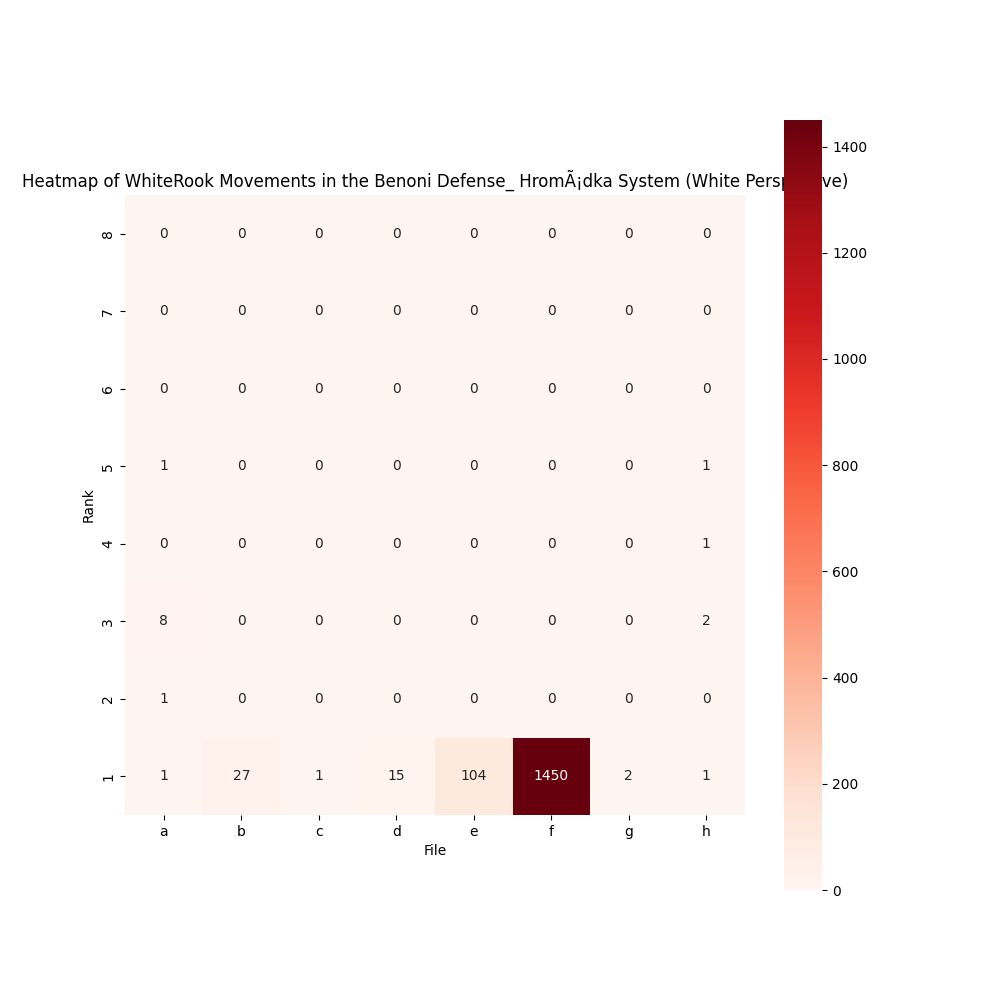 1400
Heatmap of WhiteRook Movements in the Benoni Defense_ HromÃ¡dka System (White Persp ve)
8 0 0 0 0 0 0 0 0
1200
7 0 0 0 0 0 0 0 0
1000
6 0 0 0 0 0 0 0 0
800
5 1 0 0 0 0 0 0 1
Rank
4 0 0 0 0 0 0 0 1
600
3 8 0 0 0 0 0 0 2
400
2 1 0 0 0 0 0 0 0
1 1 27 1 15 104 1450 2 1
200
a b c d e f g h
File
0